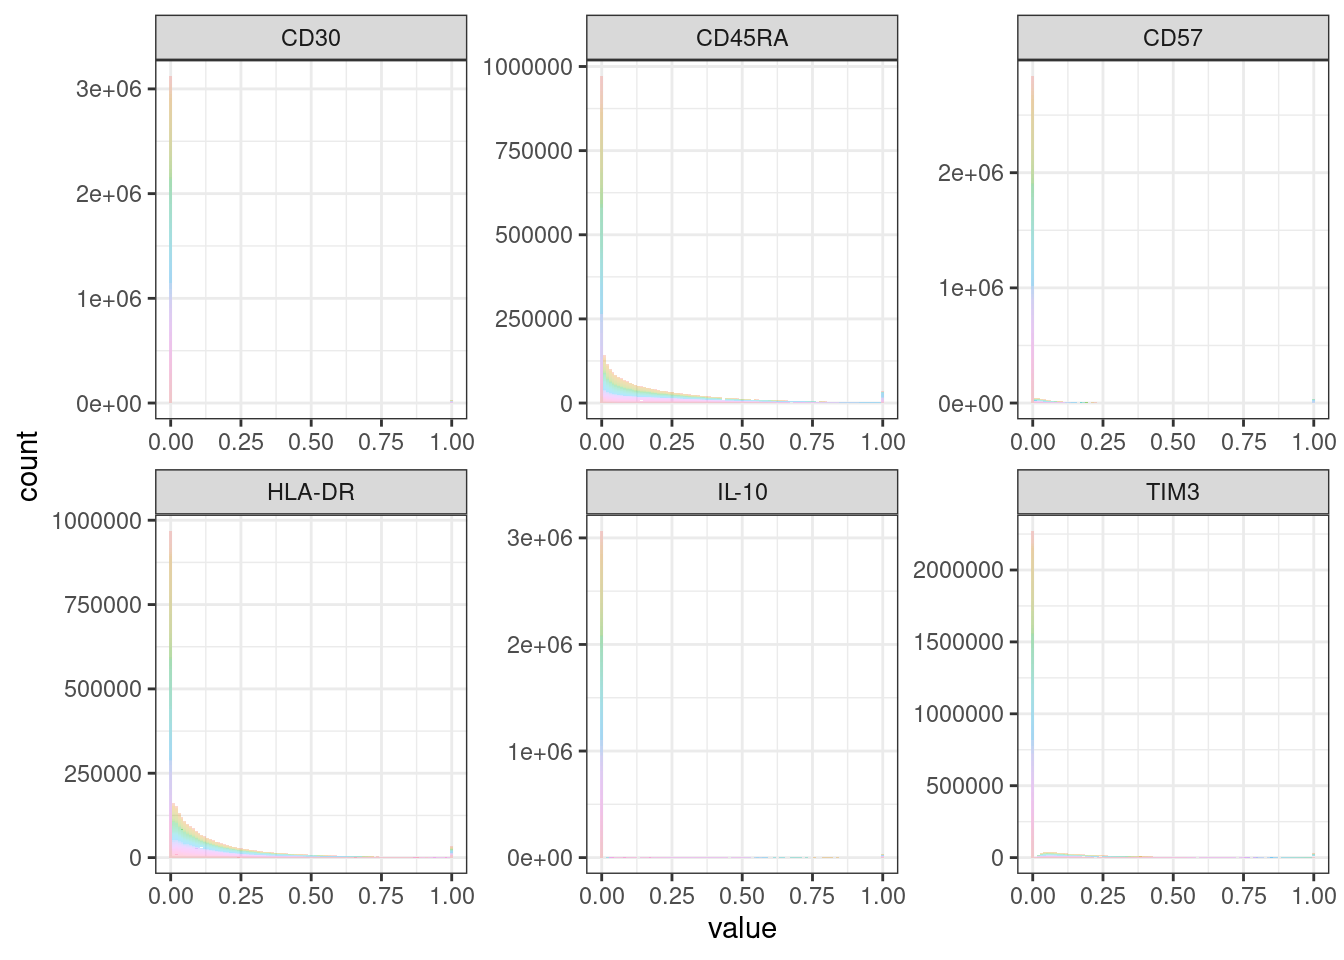 CD30 CD45RA CD57
3e+06 2e+06 1e+06 0e+00
1000000 750000 500000 250000 0
2e+06 1e+06 0e+00
0.00 0.25 0.50 0.75 1.00 0.00 0.25 0.50 0.75 1.00 0.00 0.25 0.50 0.75 1.00
count
HLA-DR IL-10 TIM3
1000000 750000 500000 250000 0
3e+06 2e+06 1e+06 0e+00
2000000 1500000 1000000 500000 0
0.00 0.25 0.50 0.75 1.00 0.00 0.25 0.50 0.75 1.00 0.00 0.25 0.50 0.75 1.00
value